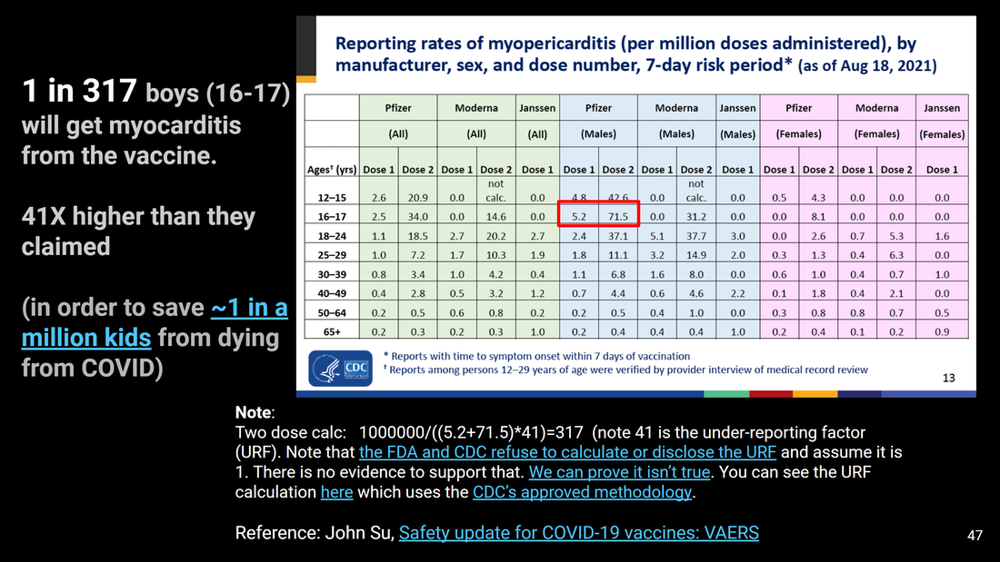 1 in 317 boys (16-17)
will get myocarditis
from the vaccine.
41X higher than they
claimed
(in order to save ~1 in a
million kids from dying
from COVID)
Reporting rates of myopericarditis (per million doses administered), by
manufacturer, sex, and dose number, 7-day risk period* (as of Aug 18, 2021)
Pfizer Moderna Janssen Pfizer Moderna Janssen Pfizer Moderna Janssen
(All) (All) (All) (Males) (Males) (Males) (Females) (Females) (Females)
Ages† (yrs) Dose 1 Dose 2 Dose 1 Dose 2 Dose 1 Dose 1 Dose 2 Dose 1 Dose 2 Dose 1 Dose 1 Dose 2 Dose 1 Dose 2 Dose 1
12–15 2.6 20.9 0.0 not calc. 0.0 4.8 42.6 0.0 not calc. 0.0 0.5 4.3 0.0 0.0 0.0
16–17 2.5 34.0 0.0 14.6 0.0 5.2 71.5 0.0 31.2 0.0 0.0 8.1 0.0 0.0 0.0
18–24 1.1 18.5 2.7 20.2 2.7 2.4 37.1 5.1 37.7 3.0 0.0 2.6 0.7 5.3 1.6
25–29 1.0 7.2 1.7 10.3 1.9 1.8 11.1 3.2 14.9 2.0 0.3 1.3 0.4 6.3 0.0
30–39 0.8 3.4 1.0 4.2 0.4 1.1 6.8 1.6 8.0 0.0 0.6 1.0 0.4 0.7 1.0
40–49 0.4 2.8 0.5 3.2 1.2 0.7 4.4 0.6 4.6 2.2 0.1 1.8 0.4 2.1 0.0
50–64 0.2 0.5 0.6 0.8 0.2 0.2 0.5 0.4 1.0 0.0 0.3 0.8 0.8 0.7 0.5
65+ 0.2 0.3 0.2 0.3 1.0 0.2 0.4 0.4 0.4 1.0 0.2 0.4 0.1 0.2 0.9
* Reports with time to symptom onset within 7 days of vaccination
† Reports among persons 12–29 years of age were verified by provider interview of medical record review
CDC
13
Note:
Two dose calc: 1000000/((5.2+71.5)*41)=317 (note 41 is the under-reporting factor
(URF). Note that the FDA and CDC refuse to calculate or disclose the URF and assume it is
1. There is no evidence to support that. We can prove it isn't true. You can see the URF
calculation here which uses the CDC's approved methodology.
Reference: John Su, Safety update for COVID-19 vaccines: VAERS
47